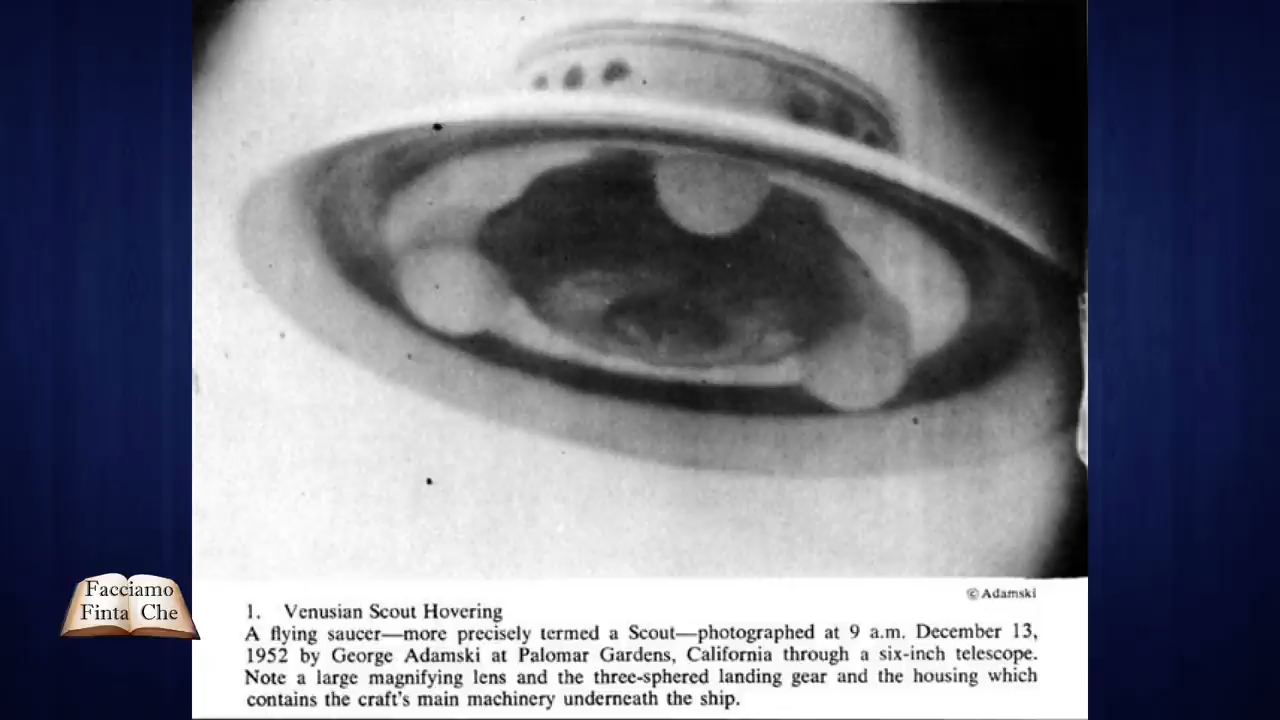 © Adamski
1. Venusian Scout Hovering
A flying saucer—more precisely termed a Scout—photographed at 9 a.m. December 13,
1952 by George Adamski at Palomar Gardens, California through a six-inch telescope.
Note a large magnifying lens and the three-sphered landing gear and the housing which
contains the craft's main machinery underneath the ship.
Facciamo
Finta Che